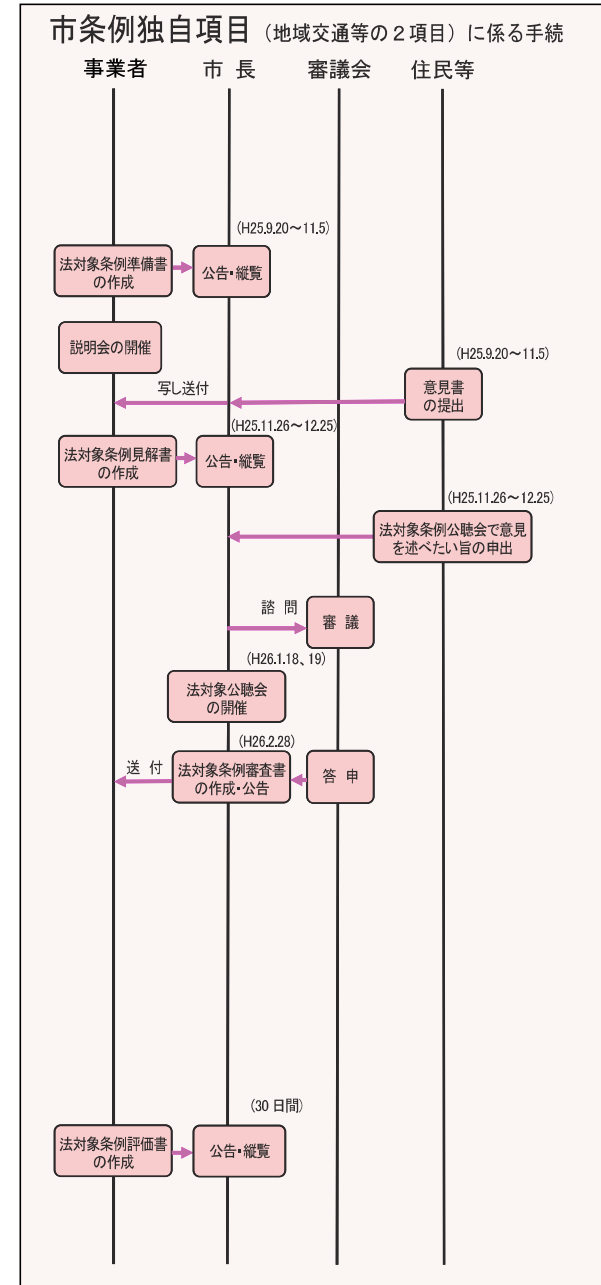 市条例独自項目（地域交通等の２項目）に係る手続
事業者 市 長 審議会 住民等
(H25.9.20～11.5)
法対象条例準備書
の作成
公告・縦覧
説明会の開催
(H25.9.20～11.5)
意見書
の提出
写し送付
(H25.11.26～12.25)
法対象条例見解書
の作成
公告・縦覧
(H25.11.26～12.25)
法対象条例公聴会で意見
を述べたい旨の申出
諮 問
審 議
(H26.1.18、19)
法対象公聴会
の開催
(H26.2.28)
送 付
法対象条例審査書
の作成・公告
答 申
(30 日間)
法対象条例評価書
の作成
公告・縦覧